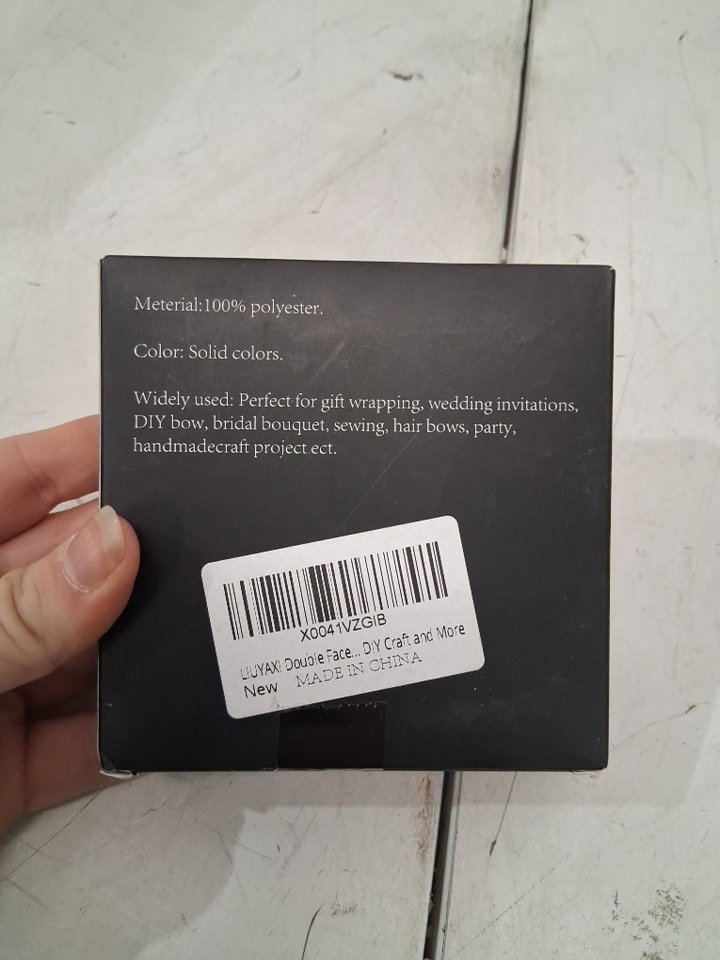 Meterial:100% polyester.
Color: Solid colors.
Widely used: Perfect for gift wrapping, wedding invitations,
DIY bow, bridal bouquet, sewing, hair bows, party,
handmadecraft project ect.
X0041VZGIB
LIUYAXI Double Face... DIY Craft and More
New MADE IN CHINA